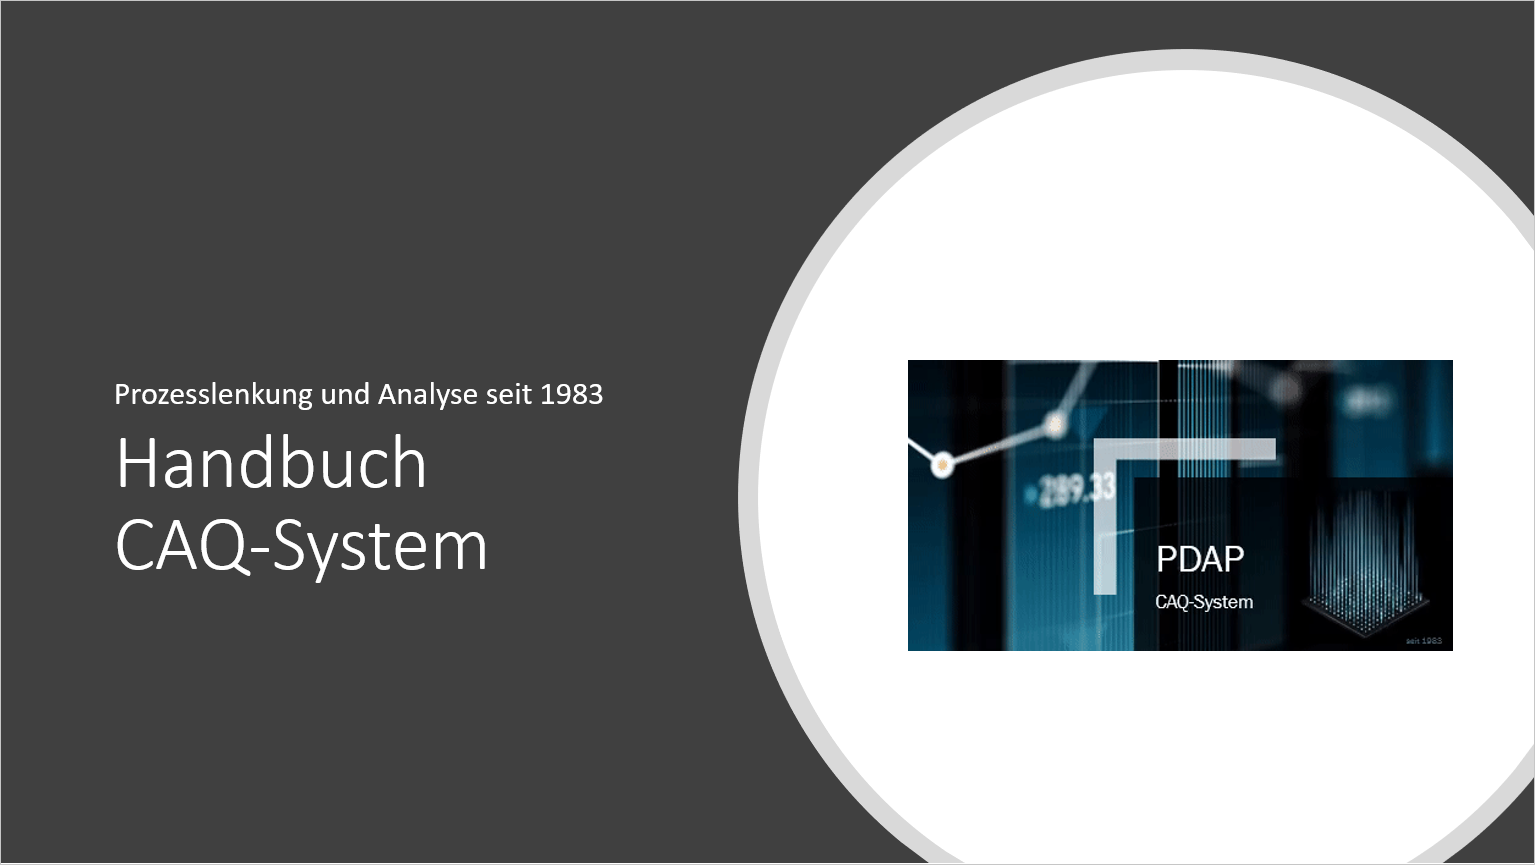 Prozesslenkung und Analyse seit 1983
Handbuch
CAQ-System
289.33
PDAP
CAQ-System
seit 1983